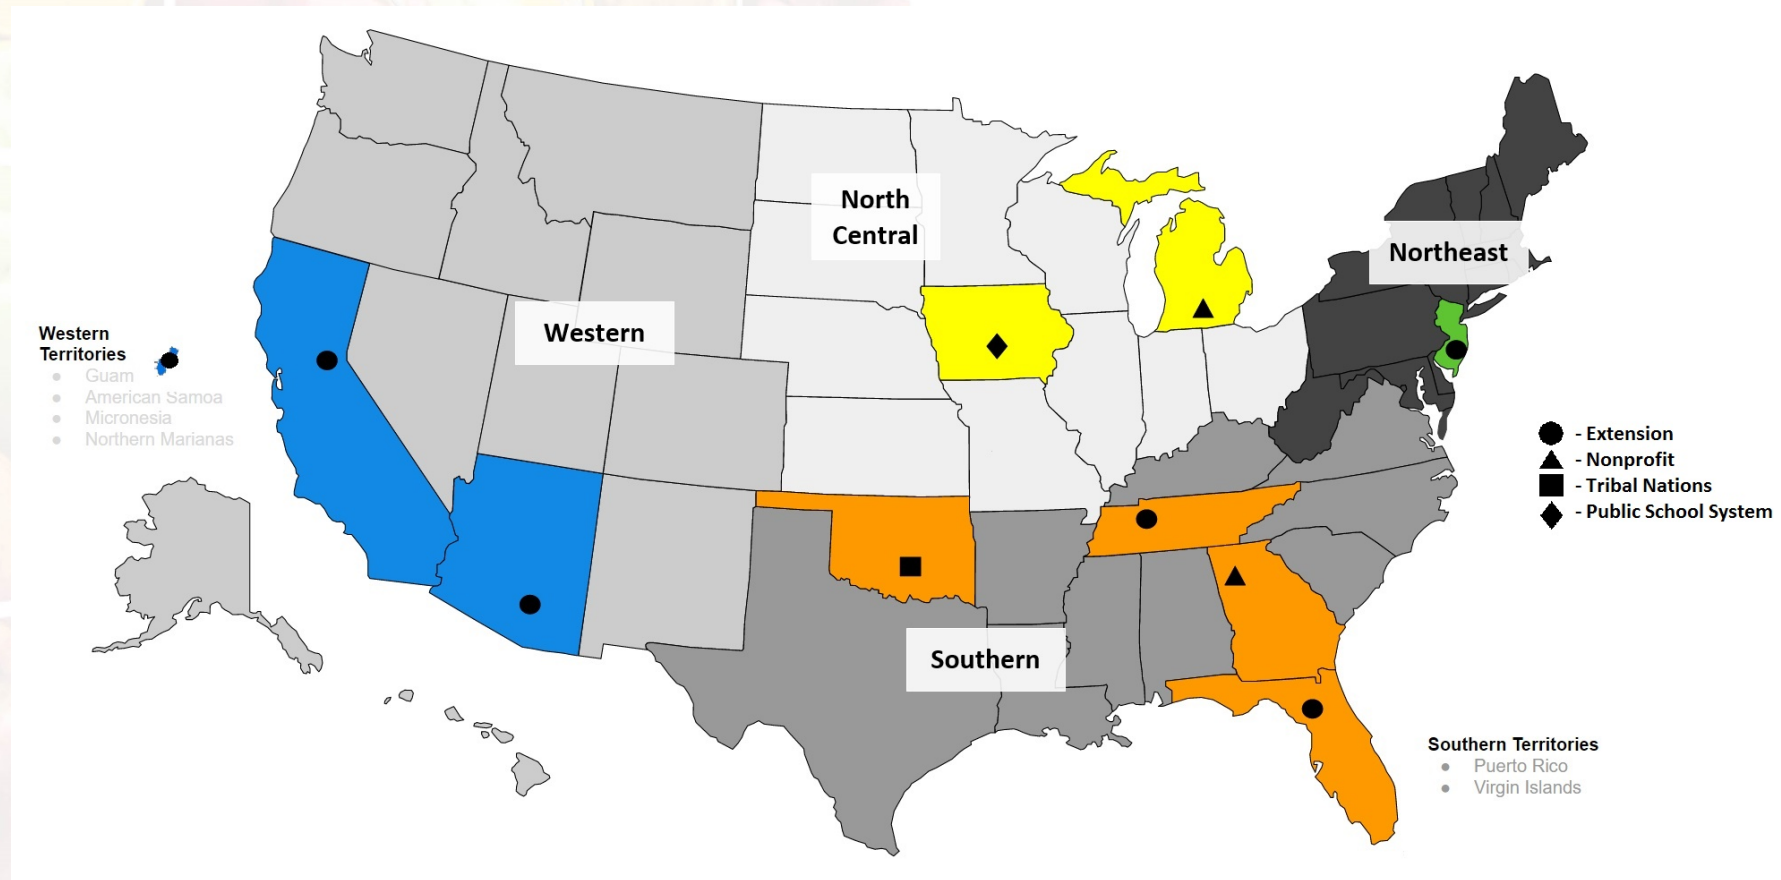 North
Central
Northeast
Western
Western
Territories
Guam
American Samoa
Micronesia
Northern Marianas
- Extension
- Nonprofit
- Tribal Nations
- Public School System
Southern
Southern Territories
Puerto Rico
Virgin Islands